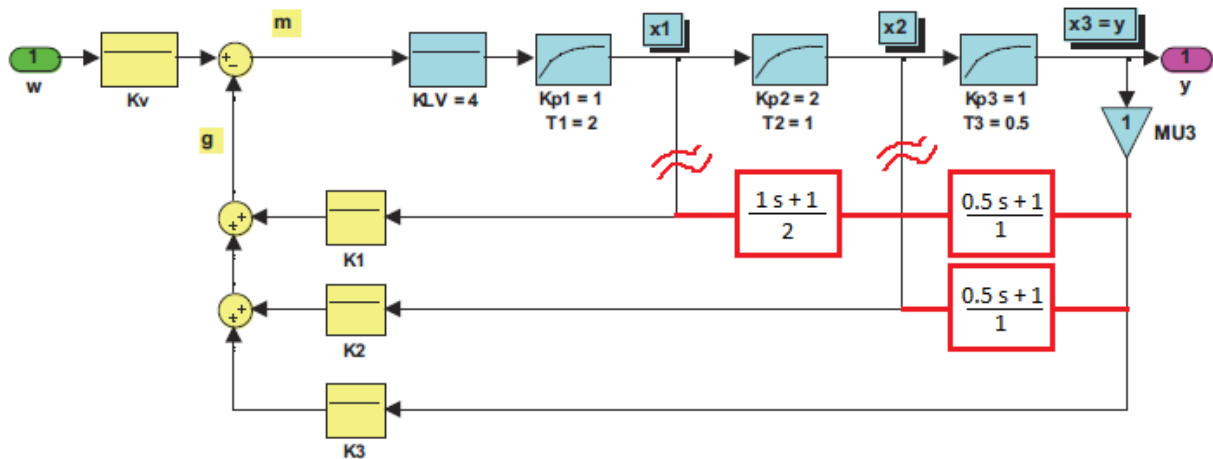 m
x1
x2
x3 = y
1
w
Kv
+
−
KLV = 4
Kp1 = 1
T1 = 2
Kp2 = 2
T2 = 1
Kp3 = 1
T3 = 0.5
1
y
1
MU3
g
1 s + 1
2
0.5 s + 1
1
+
+
K1
0.5 s + 1
1
+
+
K2
K3